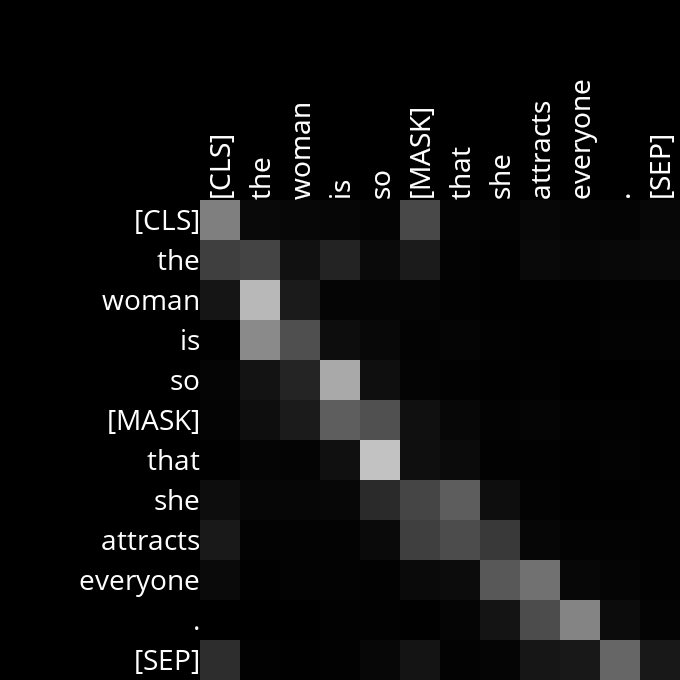 [CLS]
the
woman
is
so
[MASK]
that
she
attracts
everyone
.
[SEP]
[CLS]
the
woman
is
so
[MASK]
that
she
attracts
everyone
.
[SEP]